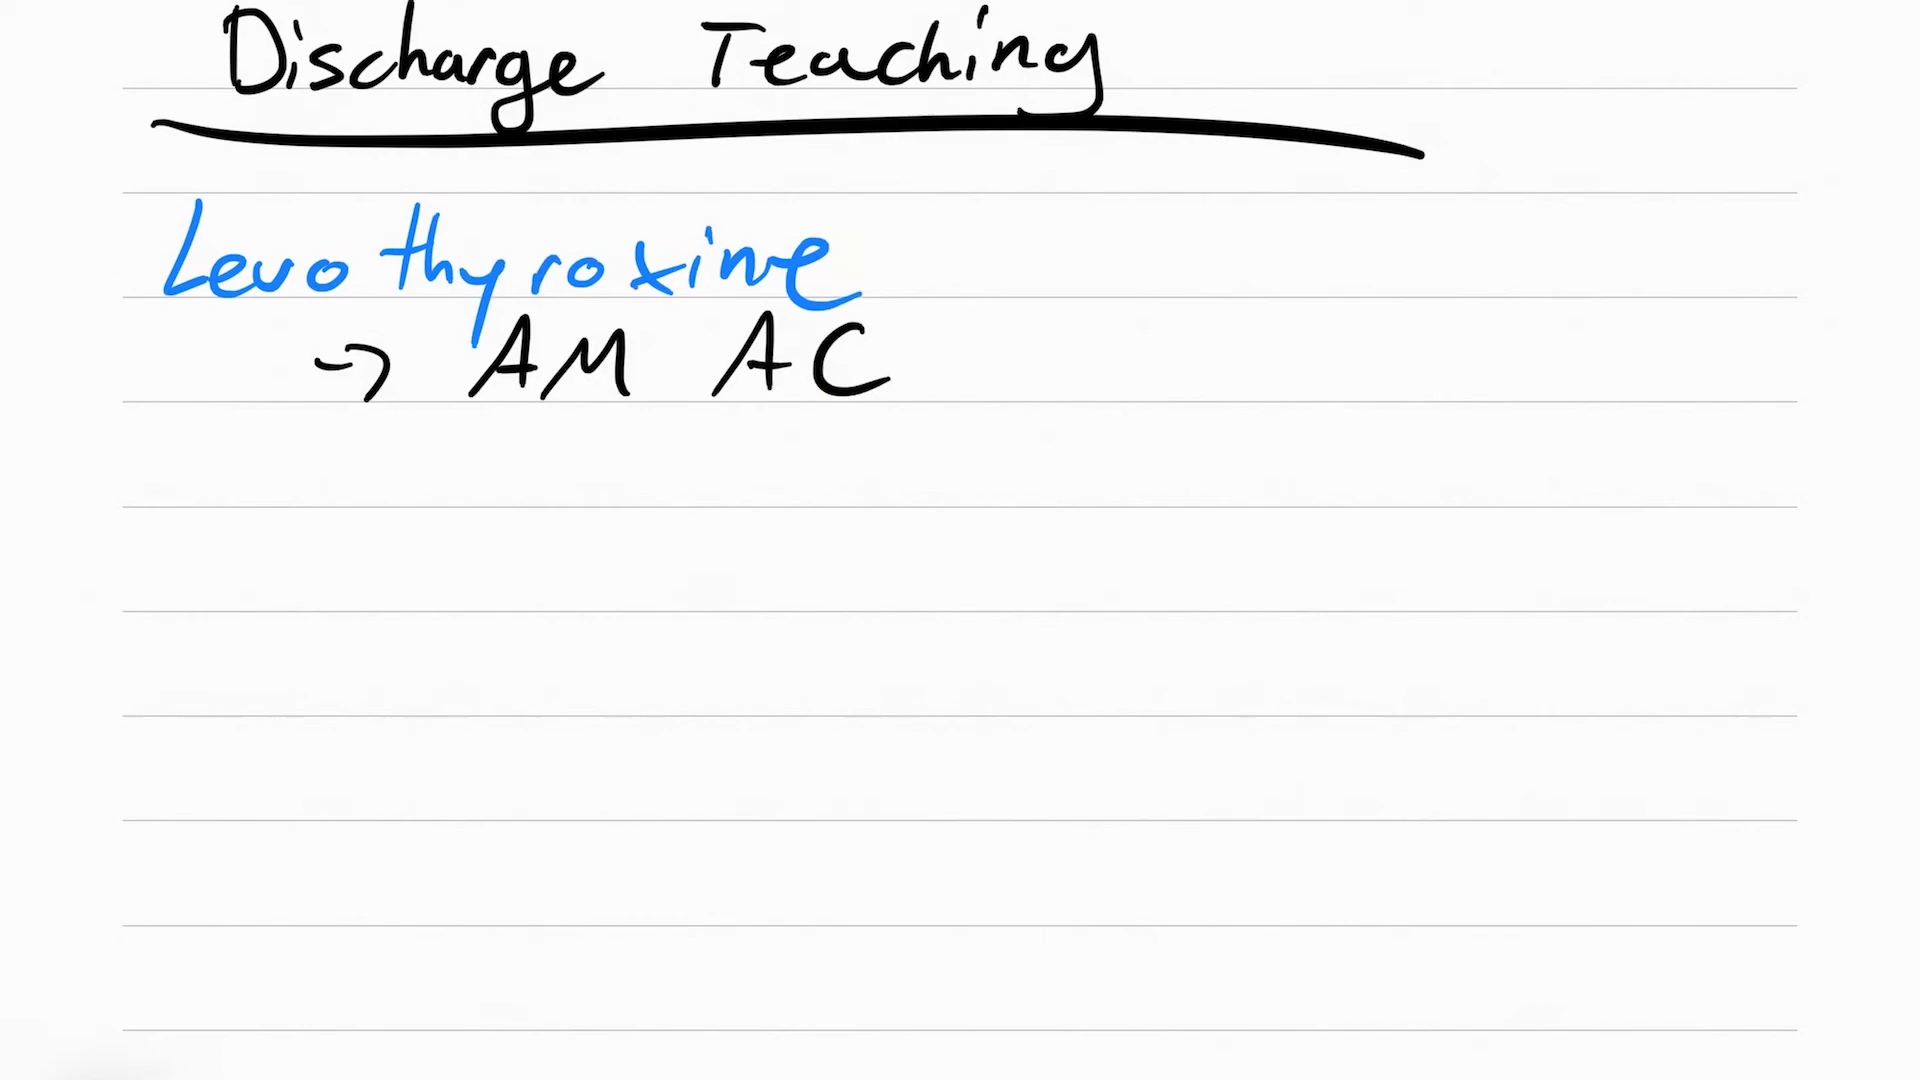 Discharge Teaching
Levothyroxine
→ AM AC